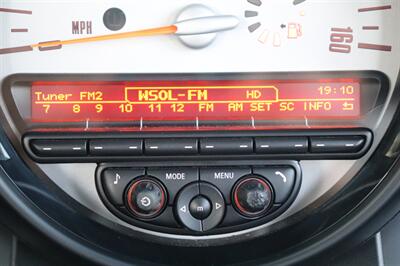 MPH
160
Tuner FM2 WSOL-FM HD 19:10
7 8 9 10 11 12 FM AM SET SC INFO
MODE MENU
m